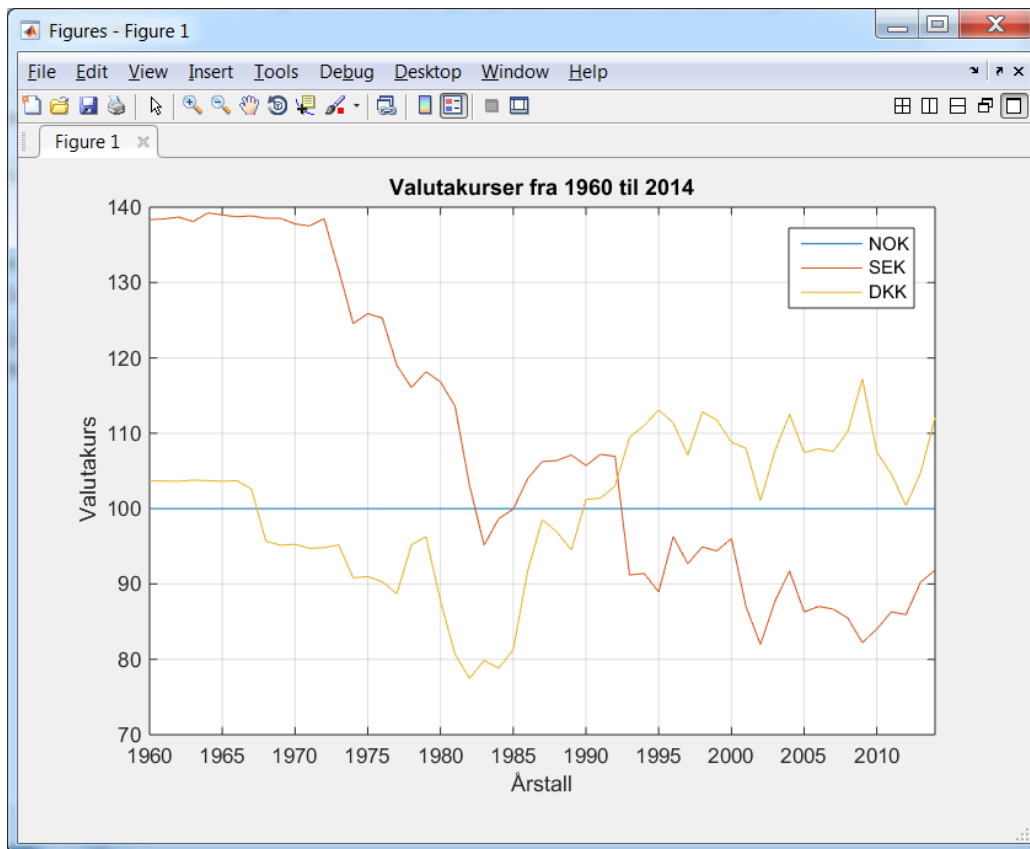 Figures - Figure 1
File Edit View Insert Tools Debug Desktop Window Help
Figure 1
Valutakurser fra 1960 til 2014
NOK
SEK
DKK
140
130
120
110
100
90
80
70
Valutakurs
1960 1965 1970 1975 1980 1985 1990 1995 2000 2005 2010
Årstall